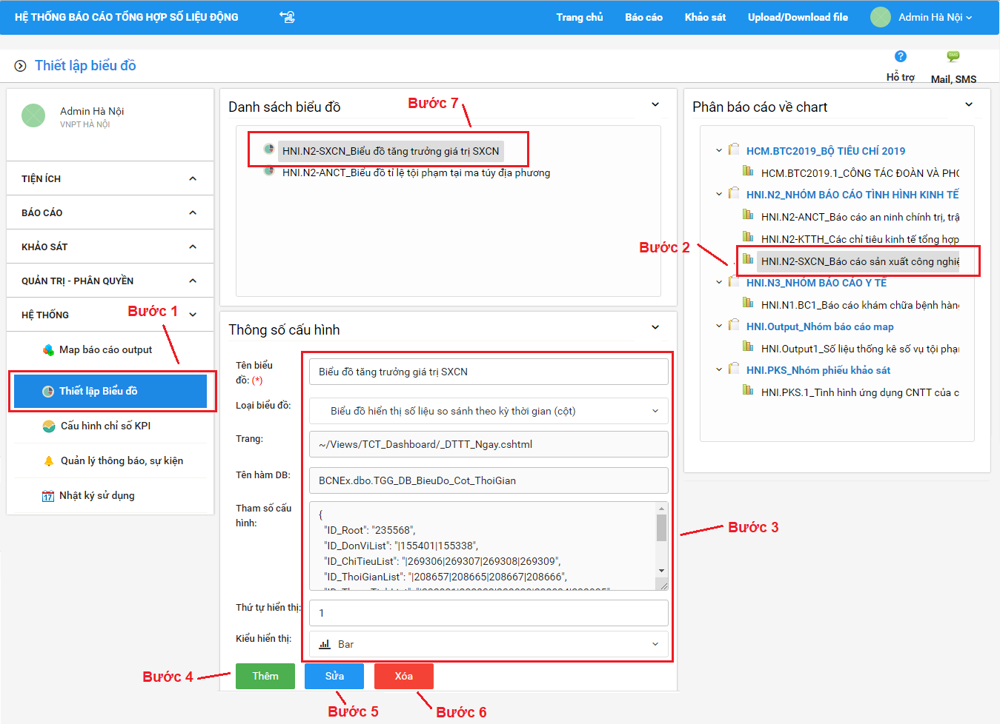 HỆ THỐNG BÁO CÁO TỔNG HỢP SỐ LIỆU ĐỘNG
Trang chủ
Báo cáo
Khảo sát
Upload/Download file
Admin Hà Nội
Thiết lập biểu đồ
Hỗ trợ
Mail, SMS
Admin Hà Nội
VNPT HÀ NỘI
TIỆN ÍCH
BÁO CÁO
KHẢO SÁT
QUẢN TRỊ - PHÂN QUYỀN
HỆ THỐNG
Bước 1
Map báo cáo output
Thiết lập Biểu đồ
Cấu hình chỉ số KPI
Quản lý thông báo, sự kiện
17
Nhật ký sử dụng
Danh sách biểu đồ
Bước 7
HNI.N2-SXCN_Biểu đồ tăng trưởng giá trị SXCN
HNI.N2-ANCT_Biểu đồ tỉ lệ tội phạm tại ma túy địa phương
Thông số cấu hình
Tên biểu
đồ: (*)
Biểu đồ tăng trưởng giá trị SXCN
Loại biểu đồ:
Biểu đồ hiển thị số liệu so sánh theo kỳ thời gian (cột)
Trang:
~/Views/TCT_Dashboard/_DTTT_Ngay.cshtml
Tên hàm DB:
BCNEx.dbo.TGG_DB_BieuDo_Cot_ThoiGian
Tham số cấu
hình:
{
"ID_Root": "235568",
"ID_DonViList": "|155401|155338",
"ID_ChiTieuList": "|269306|269307|269308|269309",
"ID_ThoiGianList": "|208657|208665|208667|208666",
Thứ tự hiển thị:
1
Kiểu hiển thị:
Bar
Bước 3
Bước 4
Thêm
Sửa
Xóa
Bước 5
Bước 6
Phân báo cáo về chart
HCM.BTC2019_BỘ TIÊU CHÍ 2019
HCM.BTC2019.1_CÔNG TÁC ĐOÀN VÀ PHO
HNI.N2_NHÓM BÁO CÁO TÌNH HÌNH KINH TẾ
HNI.N2-ANCT_Báo cáo an ninh chính trị, trậ
HNI.N2-KTTH_Các chỉ tiêu kinh tế tổng hợp
Bước 2
HNI.N2-SXCN_Báo cáo sản xuất công nghiệ
HNI.N3_NHÓM BÁO CÁO Y TẾ
HNI.N1.BC1_Báo cáo khám chữa bệnh hàng
HNI.Output_Nhóm báo cáo map
HNI.Output1_Số liệu thống kê số vụ tội phạm
HNI.PKS_Nhóm phiếu khảo sát
HNI.PKS.1_Tình hình ứng dụng CNTT của c